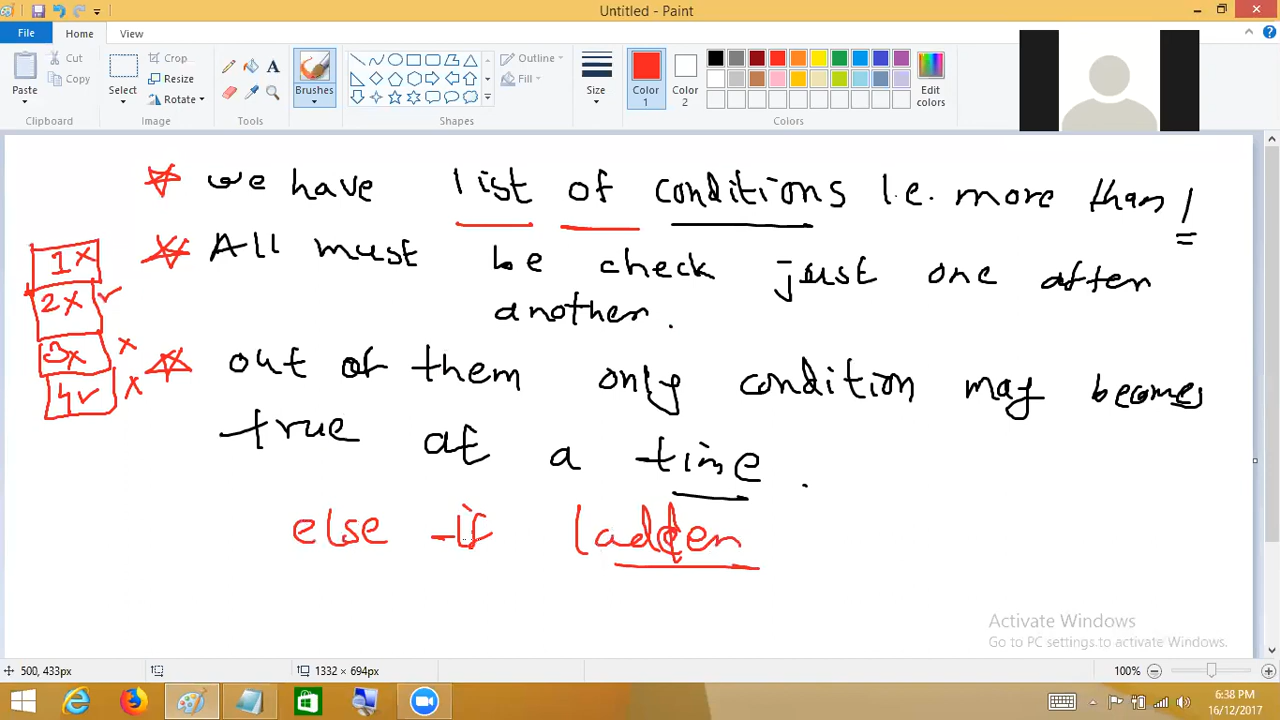 Untitled - Paint
File Home View
Paste Cut Copy Select Crop Resize Rotate Brushes Outline Fill Size Color 1 Color 2 Edit colors
Clipboard Image Tools Shapes Colors
we have list of conditions i.e. more than 1
All must be check just one after
another.
out of them only condition may becomes
true at a time.
else if ladder
1x
2x
3x x
4 x
Activate Windows
Go to PC settings to activate Windows.
500, 433px 1332 × 694px 100%
6:38 PM
16/12/2017